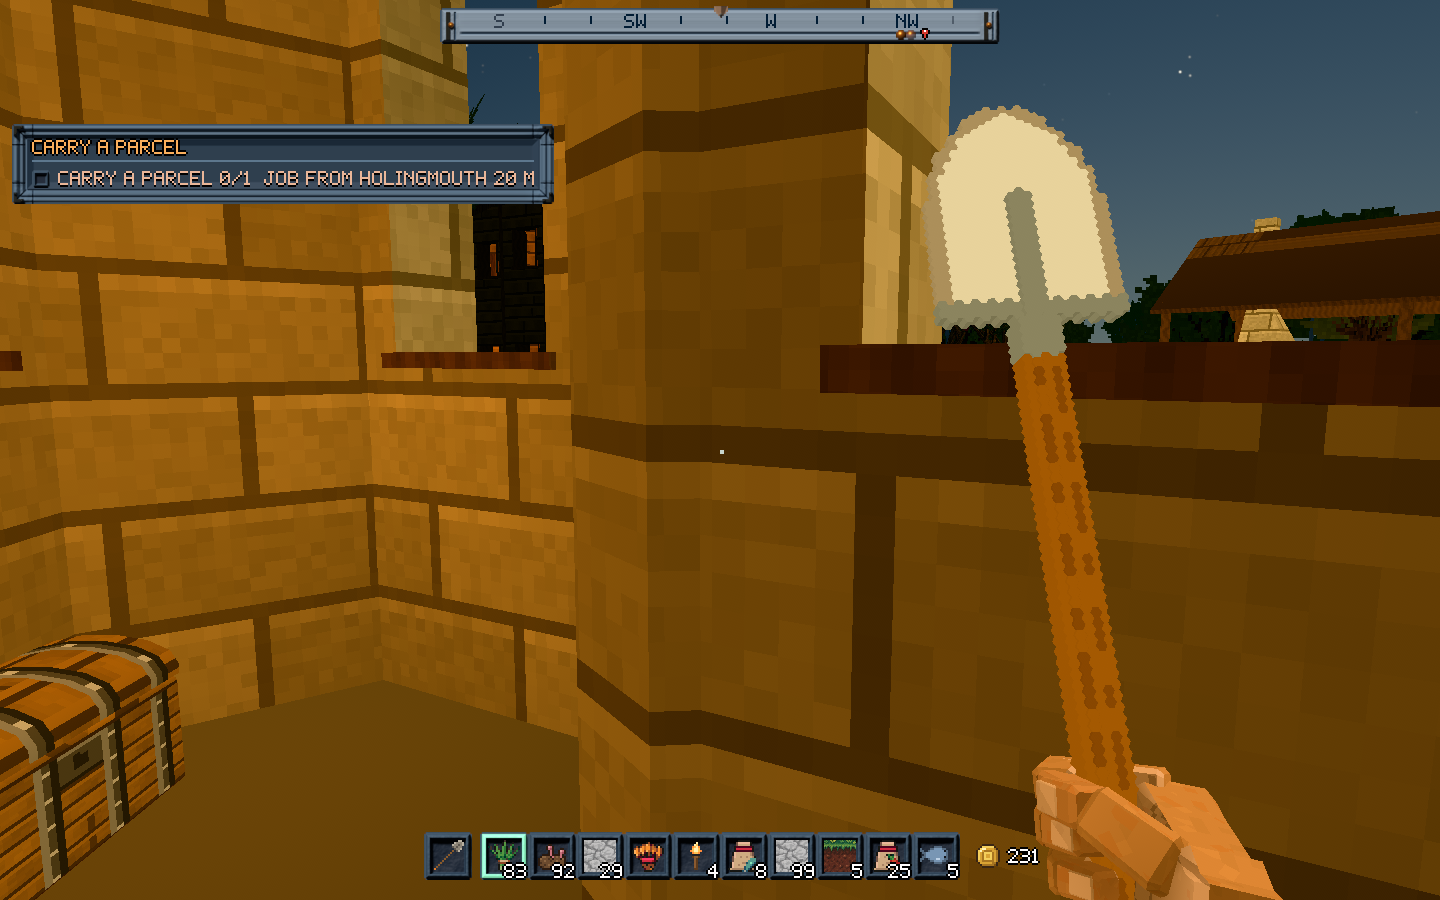 S SW W NW
CARRY A PARCEL
CARRY A PARCEL 0/1 JOB FROM HOLINGMOUTH 20 M
83 92 29 4 8 99 5 25 5 231